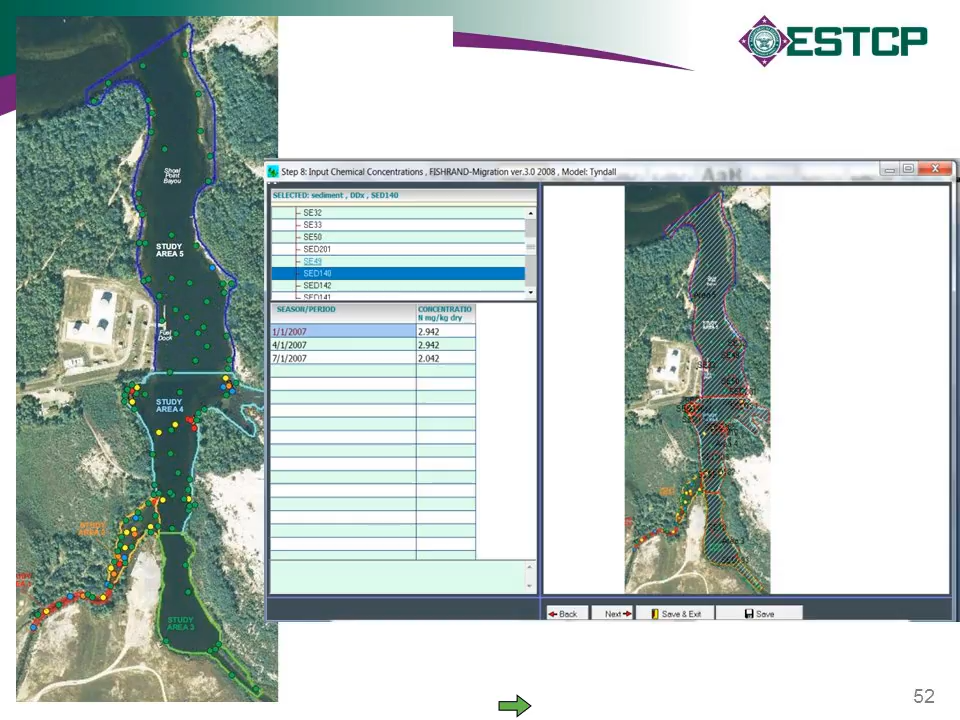 ESTCP
Shoal
Point
Bayou
STUDY
AREA 5
Fuel
Dock
STUDY
AREA 4
STUDY
AREA 3
Step 8: Input Chemical Concentrations , FISHRAND-Migration ver.3.0 2008 , Model: Tyndall
SELECTED: sediment , DDx , SED140
SE32
SE33
SE50
SED201
SE49
SED140
SED142
SED141
SEASON/PERIOD CONCENTRATIO
N mg/kg dry
1/1/2007 2.942
4/1/2007 2.942
7/1/2007 2.042
Back Next Save & Exit Save
52